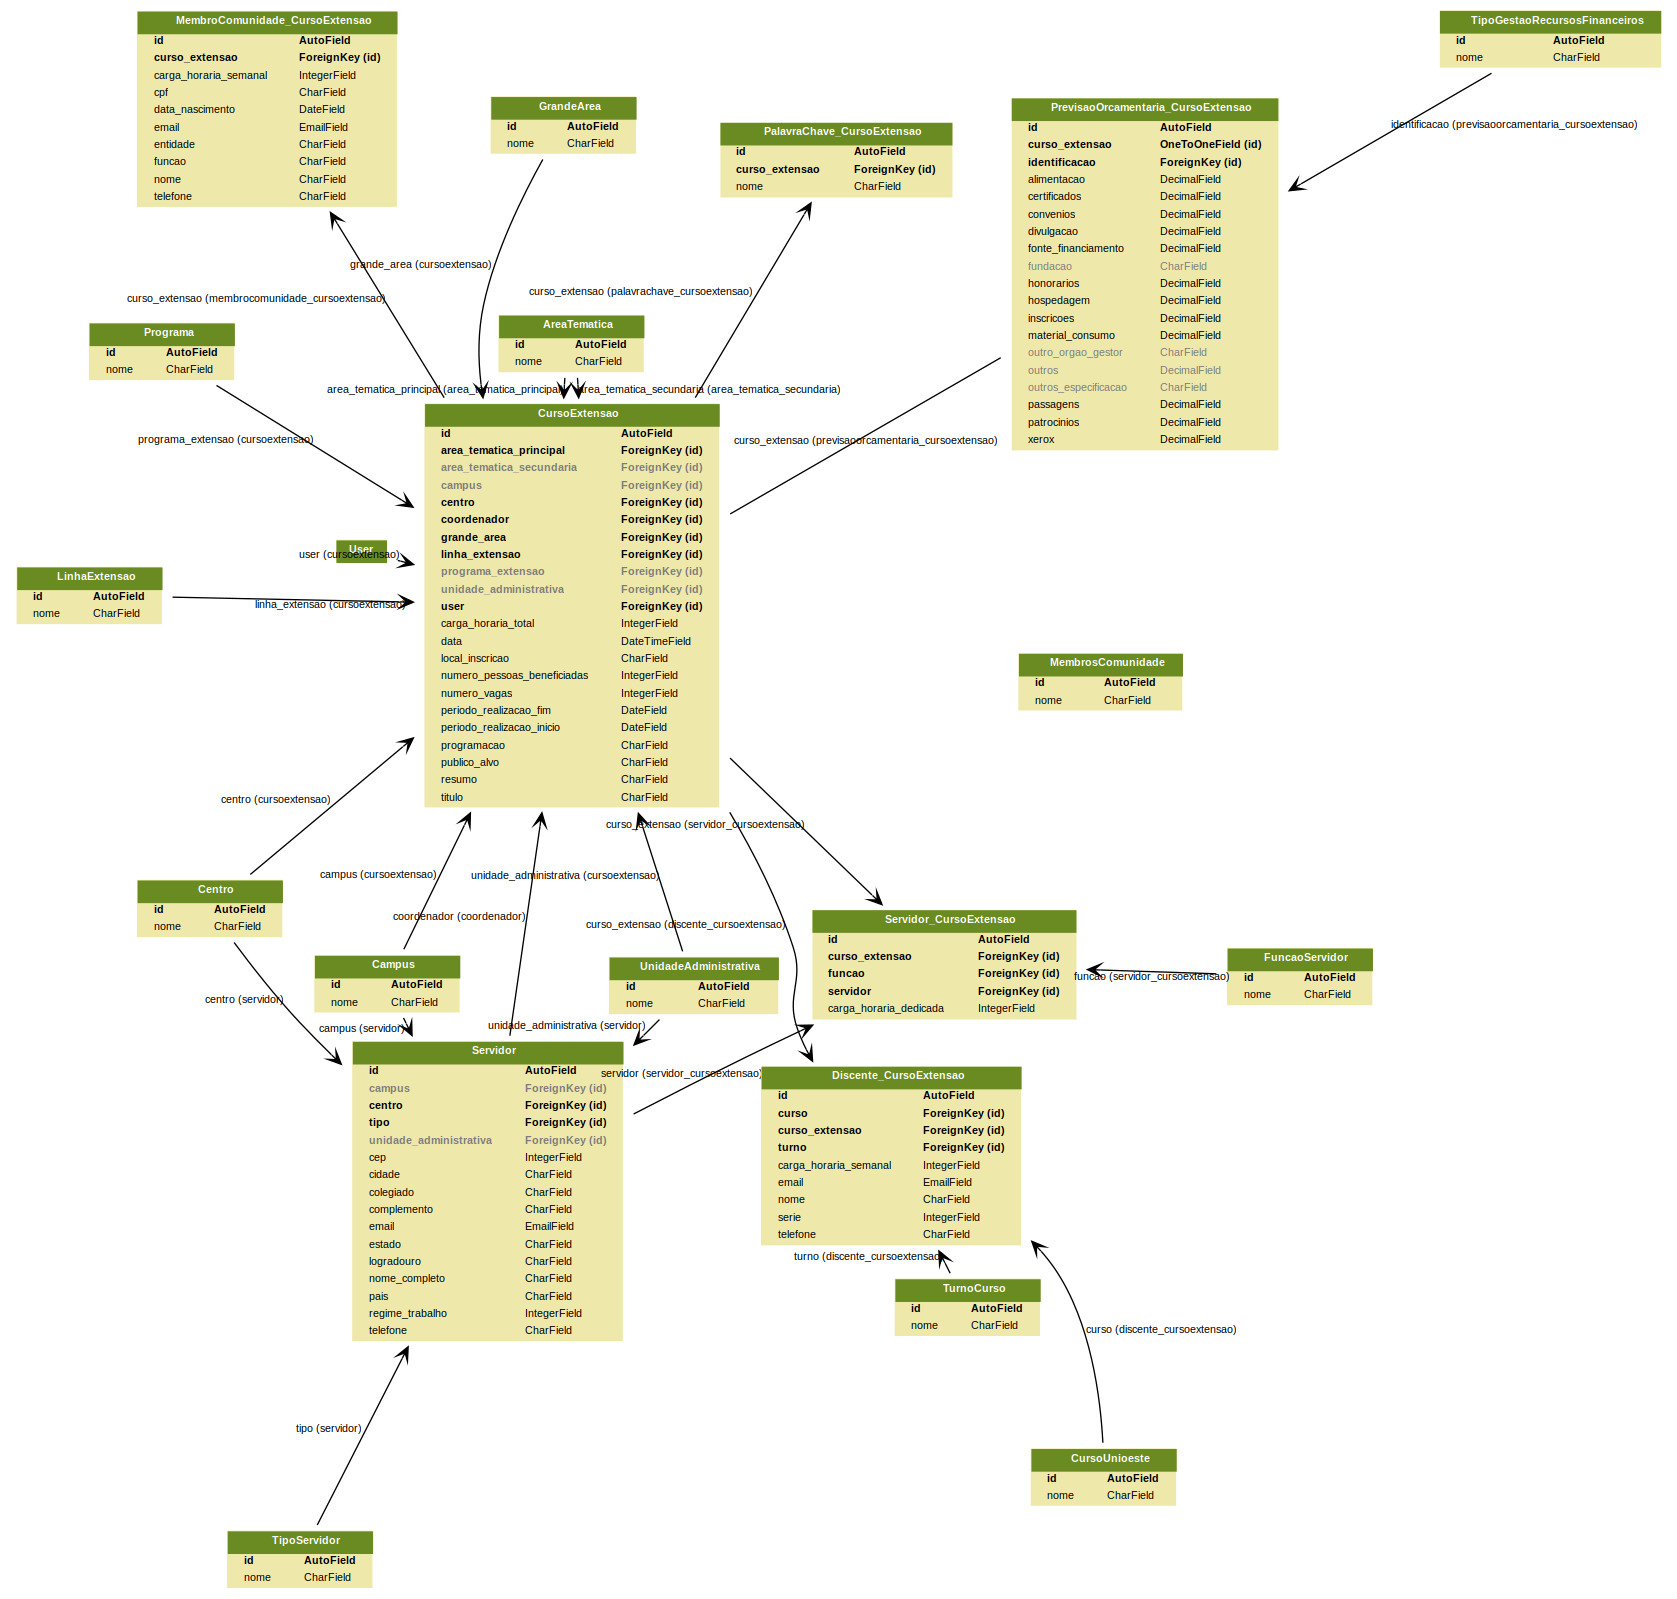 MembroComunidade_CursoExtensao
id AutoField
curso_extensao ForeignKey (id)
carga_horaria_semanal IntegerField
cpf CharField
data_nascimento DateField
email EmailField
entidade CharField
funcao CharField
nome CharField
telefone CharField
TipoGestaoRecursosFinanceiros
id AutoField
nome CharField
identificacao (previsaoorcamentaria_cursoextensao)
GrandeArea
id AutoField
nome CharField
PalavraChave_CursoExtensao
id AutoField
curso_extensao ForeignKey (id)
nome CharField
PrevisaoOrcamentaria_CursoExtensao
id AutoField
curso_extensao OneToOneField (id)
identificacao ForeignKey (id)
alimentacao DecimalField
certificados DecimalField
convenios DecimalField
divulgacao DecimalField
fonte_financiamento DecimalField
fundacao CharField
honorarios DecimalField
hospedagem DecimalField
inscricoes DecimalField
material_consumo DecimalField
outro_orgao_gestor CharField
outros DecimalField
outros_especificacao CharField
passagens DecimalField
patrocinios DecimalField
xerox DecimalField
grande_area (cursoextensao)
curso_extensao (membrocomunidade_cursoextensao)
curso_extensao (palavrachave_cursoextensao)
Programa
id AutoField
nome CharField
AreaTematica
id AutoField
nome CharField
area_tematica_principal (area_tematica_principal)
area_tematica_secundaria (area_tematica_secundaria)
programa_extensao (cursoextensao)
curso_extensao (previsaoorcamentaria_cursoextensao)
CursoExtensao
id AutoField
area_tematica_principal ForeignKey (id)
area_tematica_secundaria ForeignKey (id)
campus ForeignKey (id)
centro ForeignKey (id)
coordenador ForeignKey (id)
grande_area ForeignKey (id)
linha_extensao ForeignKey (id)
programa_extensao ForeignKey (id)
unidade_administrativa ForeignKey (id)
user ForeignKey (id)
carga_horaria_total IntegerField
data DateTimeField
local_inscricao CharField
numero_pessoas_beneficiadas IntegerField
numero_vagas IntegerField
periodo_realizacao_fim DateField
periodo_realizacao_inicio DateField
programacao CharField
publico_alvo CharField
resumo CharField
titulo CharField
User
user (cursoextensao)
LinhaExtensao
id AutoField
nome CharField
linha_extensao (cursoextensao)
MembrosComunidade
id AutoField
nome CharField
centro (cursoextensao)
curso_extensao (servidor_cursoextensao)
campus (cursoextensao)
unidade_administrativa (cursoextensao)
coordenador (coordenador)
curso_extensao (discente_cursoextensao)
Centro
id AutoField
nome CharField
Campus
id AutoField
nome CharField
UnidadeAdministrativa
id AutoField
nome CharField
Servidor_CursoExtensao
id AutoField
curso_extensao ForeignKey (id)
funcao ForeignKey (id)
servidor ForeignKey (id)
carga_horaria_dedicada IntegerField
funcao (servidor_cursoextensao)
FuncaoServidor
id AutoField
nome CharField
centro (servidor)
campus (servidor)
unidade_administrativa (servidor)
servidor (servidor_cursoextensao)
Servidor
id AutoField
campus ForeignKey (id)
centro ForeignKey (id)
tipo ForeignKey (id)
unidade_administrativa ForeignKey (id)
cep IntegerField
cidade CharField
colegiado CharField
complemento CharField
email EmailField
estado CharField
logradouro CharField
nome_completo CharField
pais CharField
regime_trabalho IntegerField
telefone CharField
Discente_CursoExtensao
id AutoField
curso ForeignKey (id)
curso_extensao ForeignKey (id)
turno ForeignKey (id)
carga_horaria_semanal IntegerField
email EmailField
nome CharField
serie IntegerField
telefone CharField
turno (discente_cursoextensao)
TurnoCurso
id AutoField
nome CharField
curso (discente_cursoextensao)
tipo (servidor)
CursoUnioeste
id AutoField
nome CharField
TipoServidor
id AutoField
nome CharField